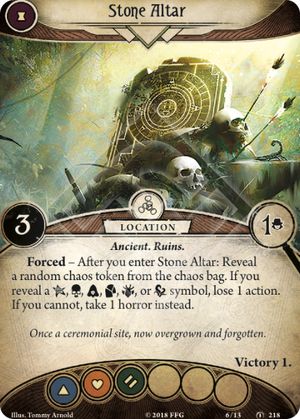 Stone Altar
3
LOCATION
1
Ancient. Ruins.
Forced – After you enter Stone Altar: Reveal
a random chaos token from the chaos bag. If you
reveal a , , , , or symbol, lose 1 action.
If you cannot, take 1 horror instead.
Once a ceremonial site, now overgrown and forgotten.
Victory 1.
Illus. Tommy Arnold © 2018 FFG 6/13 218